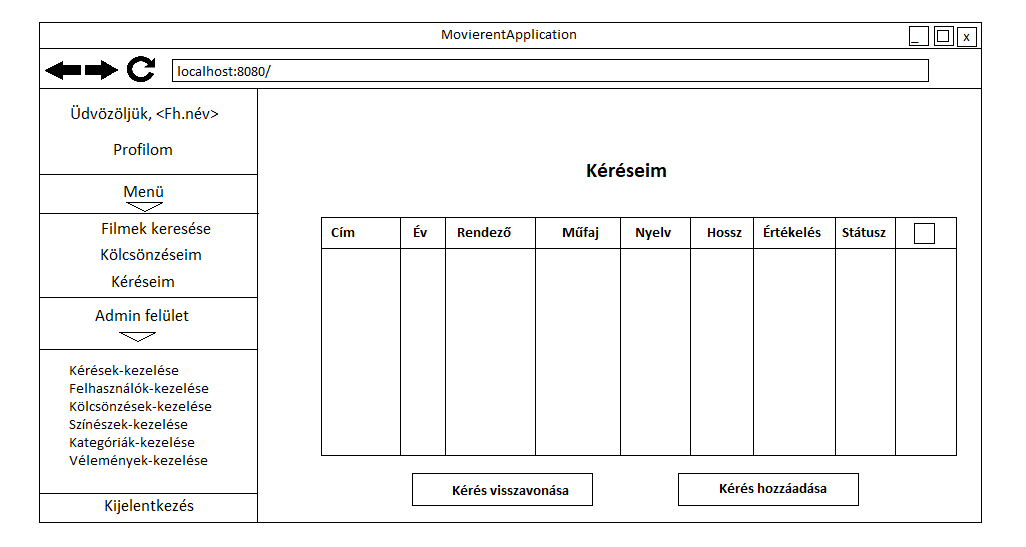 MovierentApplication
_ x
localhost:8080/
Üdvözöljük, <Fh.név>
Profilom
Menü
Filmek keresése
Kölcsönzéseim
Kéréseim
Admin felület
Kérések-kezelése
Felhasználók-kezelése
Kölcsönzések-kezelése
Színészek-kezelése
Kategóriák-kezelése
Vélemények-kezelése
Kijelentkezés
Kéréseim
Cím Év Rendező Műfaj Nyelv Hossz Értékelés Státusz
Kérés visszavonása Kérés hozzáadása